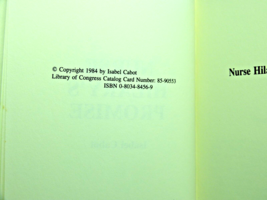 © Copyright 1984 by Isabel Cabot
Library of Congress Catalog Card Number: 85-90553
ISBN 0-8034-8456-9
Nurse Hil